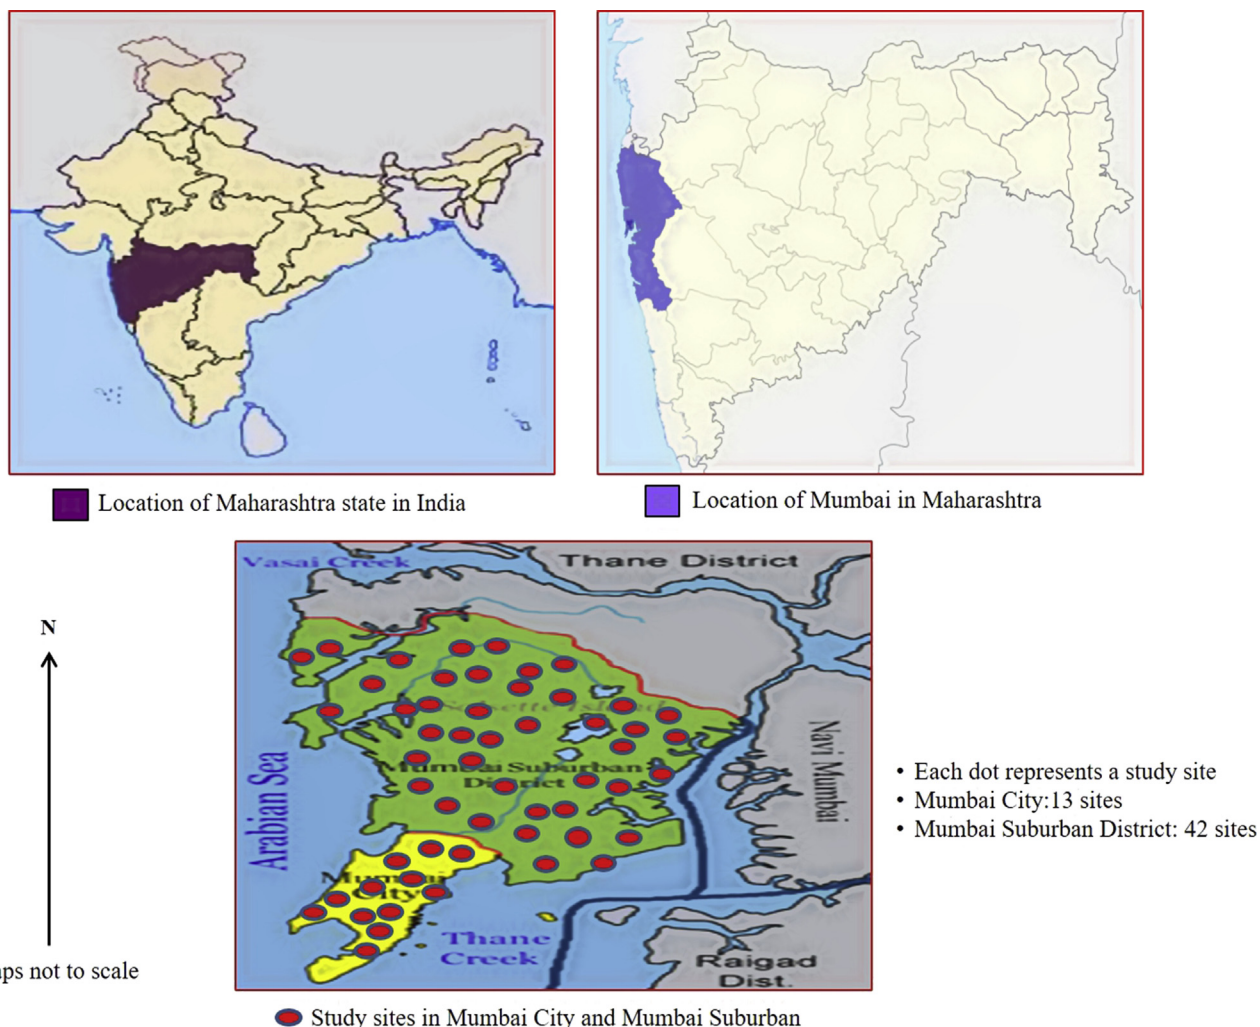 Location of Maharashtra state in India
Location of Mumbai in Maharashtra
Vasai Creek
Thane District
N
Salsette Island
Arabian Sea
Navi Mumbai
Mumbai Suburban
District
• Each dot represents a study site
• Mumbai City:13 sites
• Mumbai Suburban District: 42 sites
Mumbai
City
Thane
Creek
Raigad
Dist.
not to scale
Study sites in Mumbai City and Mumbai Suburban